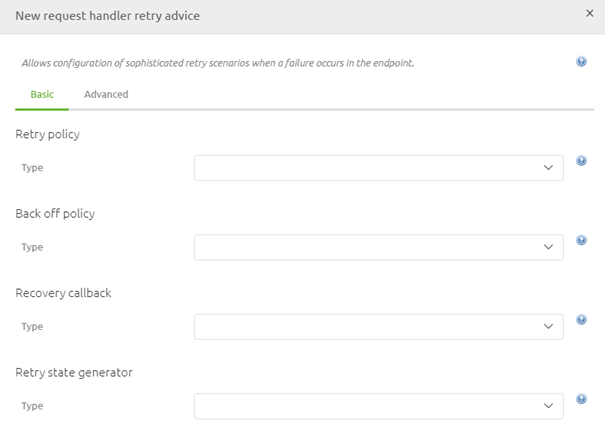 New request handler retry advice
Allows configuration of sophisticated retry scenarios when a failure occurs in the endpoint.
Basic Advanced
Retry policy
Type
Back off policy
Type
Recovery callback
Type
Retry state generator
Type